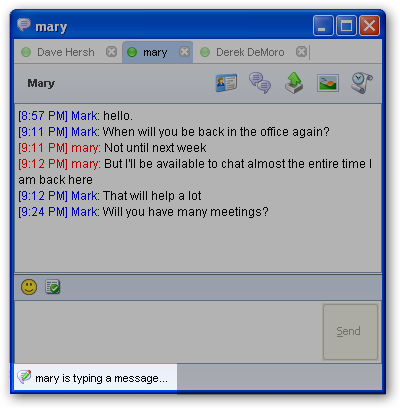 mary
Dave Hersh
mary
Derek DeMoro
Mary
[8:57 PM] Mark: hello.
[9:11 PM] Mark: When will you be back in the office again?
[9:11 PM] mary: Not until next week
[9:12 PM] mary: But I'll be available to chat almost the entire time I
am back here
[9:12 PM] Mark: That will help a lot
[9:24 PM] Mark: Will you have many meetings?
Send
mary is typing a message...